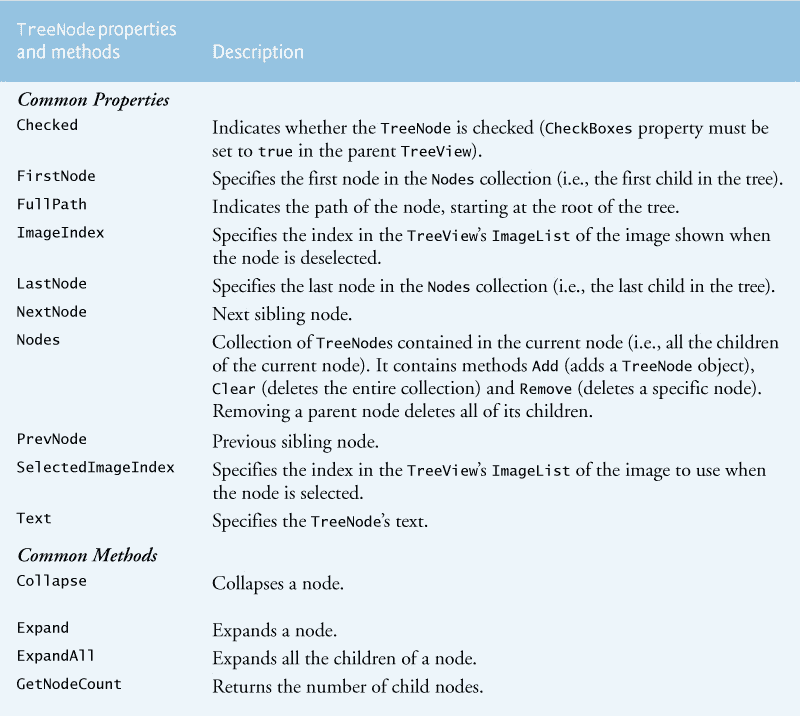 TreeNode properties
and methods Description
Common Properties
Checked Indicates whether the TreeNode is checked (CheckBoxes property must be
set to true in the parent TreeView).
FirstNode Specifies the first node in the Nodes collection (i.e., the first child in the tree).
FullPath Indicates the path of the node, starting at the root of the tree.
ImageIndex Specifies the index in the TreeView's ImageList of the image shown when
the node is deselected.
LastNode Specifies the last node in the Nodes collection (i.e., the last child in the tree).
NextNode Next sibling node.
Nodes Collection of TreeNodes contained in the current node (i.e., all the children
of the current node). It contains methods Add (adds a TreeNode object),
Clear (deletes the entire collection) and Remove (deletes a specific node).
Removing a parent node deletes all of its children.
PrevNode Previous sibling node.
SelectedImageIndex Specifies the index in the TreeView's ImageList of the image to use when
the node is selected.
Text Specifies the TreeNode's text.
Common Methods
Collapse Collapses a node.
Expand Expands a node.
ExpandAll Expands all the children of a node.
GetNodeCount Returns the number of child nodes.